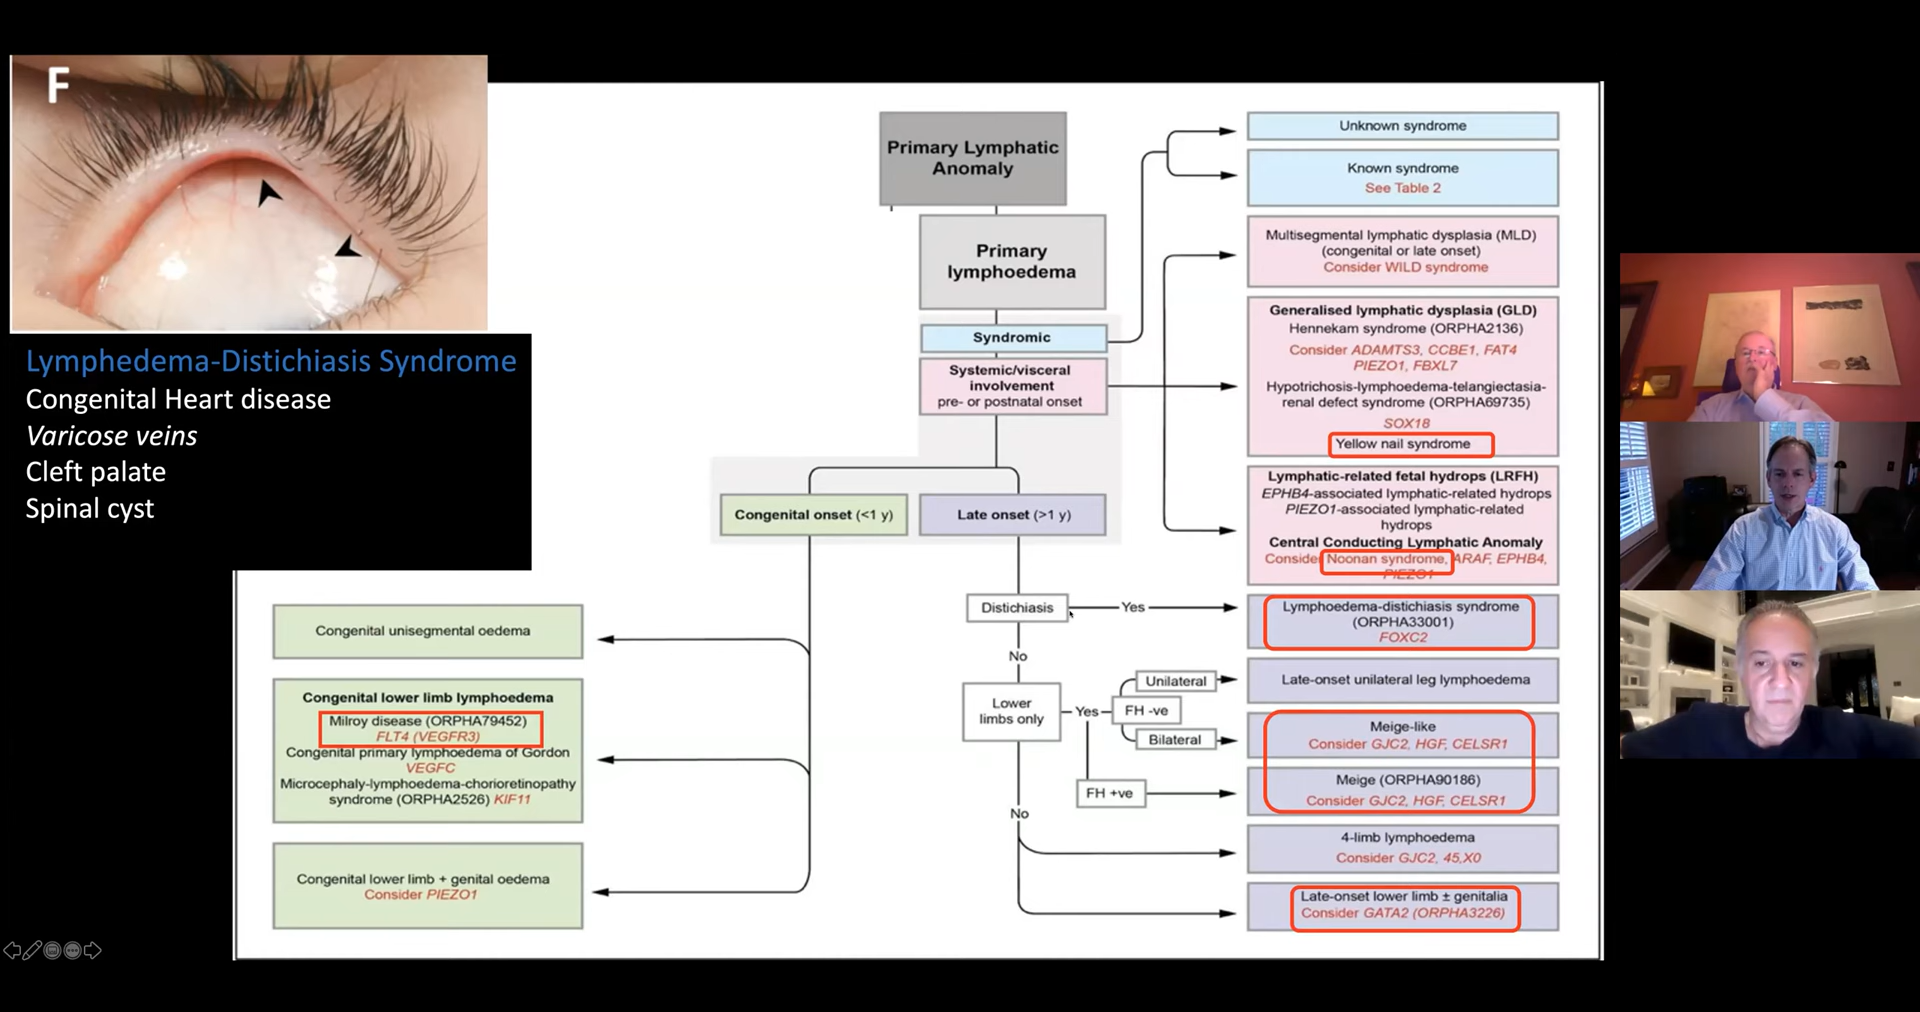 F
Lymphedema-Distichiasis Syndrome
Congenital Heart disease
Varicose veins
Cleft palate
Spinal cyst
Primary Lymphatic
Anomaly
Primary
lymphoedema
Syndromic
Systemic/visceral
involvement
pre- or postnatal onset
Congenital onset (<1 y)
Late onset (>1 y)
Unknown syndrome
Known syndrome
See Table 2
Multisegmental lymphatic dysplasia (MLD)
(congenital or late onset)
Consider WILD syndrome
Generalised lymphatic dysplasia (GLD)
Hennekam syndrome (ORPHA2136)
Consider ADAMTS3, CCBE1, FAT4
PIEZO1, FBXL7
Hypotrichosis-lymphoedema-telangiectasia-
renal defect syndrome (ORPHA69735)
SOX18
Yellow nail syndrome
Lymphatic-related fetal hydrops (LRFH)
EPHB4-associated lymphatic-related hydrops
PIEZO1-associated lymphatic-related
hydrops
Central Conducting Lymphatic Anomaly
Consider Noonan syndrome, ARAF, EPHB4,
PIEZO1
Distichiasis
Yes
Lymphoedema-distichiasis syndrome
(ORPHA33001)
FOXC2
No
Lower
limbs only
Yes
FH -ve
Unilateral
Late-onset unilateral leg lymphoedema
Bilateral
Meige-like
Consider GJC2, HGF, CELSR1
FH +ve
Meige (ORPHA90186)
Consider GJC2, HGF, CELSR1
No
4-limb lymphoedema
Consider GJC2, 45,X0
Late-onset lower limb ± genitalia
Consider GATA2 (ORPHA3226)
Congenital unisegmental oedema
Congenital lower limb lymphoedema
Milroy disease (ORPHA79452)
FLT4 (VEGFR3)
Congenital primary lymphoedema of Gordon
VEGFC
Microcephaly-lymphoedema-chorioretinopathy
syndrome (ORPHA2526) KIF11
Congenital lower limb + genital oedema
Consider PIEZO1